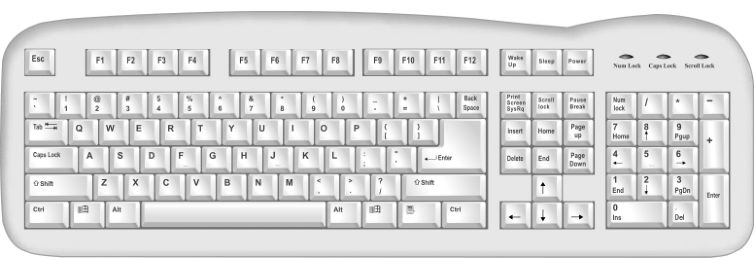 Esc F1 F2 F3 F4 F5 F6 F7 F8 F9 F10 F11 F12 Wake Up Sleep Power Num Lock Caps Lock Scroll Lock
~ ` ! 1 @ 2 # 3 $ 4 % 5 ^ 6 & 7 * 8 ( 9 ) 0 | \ Back Space Print Screen SysRq Scroll lock Pause Break Num lock / * −
Tab Q W E R T Y U I O P { [ } ] Insert Home Page up 7 Home 8 ↑ 9 Pgup +
Caps Lock A S D F G H J K L Enter Delete End Page Down 4 ← 5 6 →
⇧ Shift Z X C V B N M < , > . ? / ⇧ Shift ↑ 1 End 2 ↓ 3 PgDn Enter
Ctrl Alt Alt Ctrl ← ↓ → 0 Ins . Del